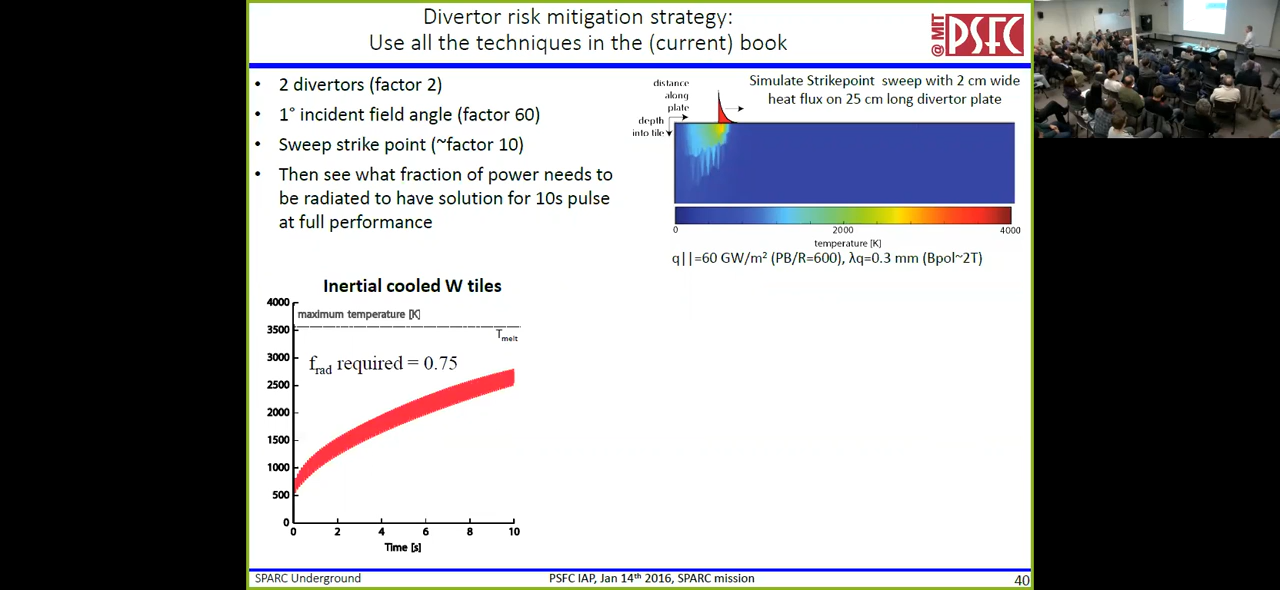 Divertor risk mitigation strategy:
Use all the techniques in the (current) book
@ MIT
PSFC
• 2 divertors (factor 2)
• 1° incident field angle (factor 60)
• Sweep strike point (~factor 10)
• Then see what fraction of power needs to
be radiated to have solution for 10s pulse
at full performance
distance
along
plate
depth
into tile
Simulate Strikepoint sweep with 2 cm wide
heat flux on 25 cm long divertor plate
0 2000 4000
temperature [K]
q||=60 GW/m² (PB/R=600), λq=0.3 mm (Bpol~2T)
Inertial cooled W tiles
4000
maximum temperature [K]
3500
Tmelt
3000
frad required = 0.75
2500
2000
1500
1000
500
0
0 2 4 6 8 10
Time [s]
SPARC Underground
PSFC IAP, Jan 14th 2016, SPARC mission
40